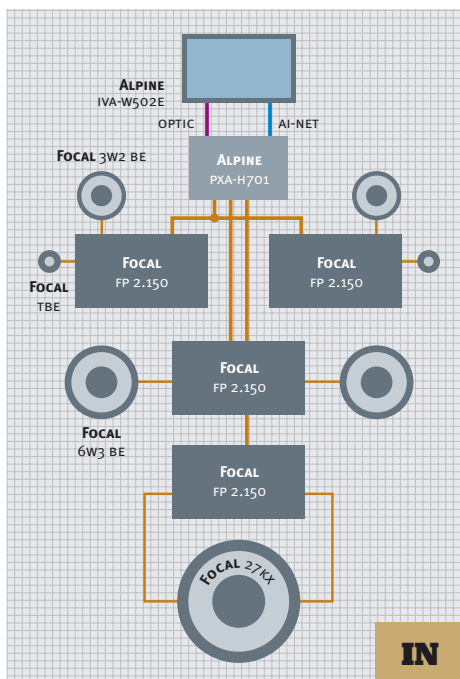 ALPINE
IVA-W502E
OPTIC
AI-NET
FOCAL 3W2 BE
ALPINE
PXA-H701
FOCAL
FP 2.150
FOCAL
FP 2.150
FOCAL
TBE
FOCAL
FP 2.150
FOCAL
6W3 BE
FOCAL
FP 2.150
FOCAL 27KX
IN